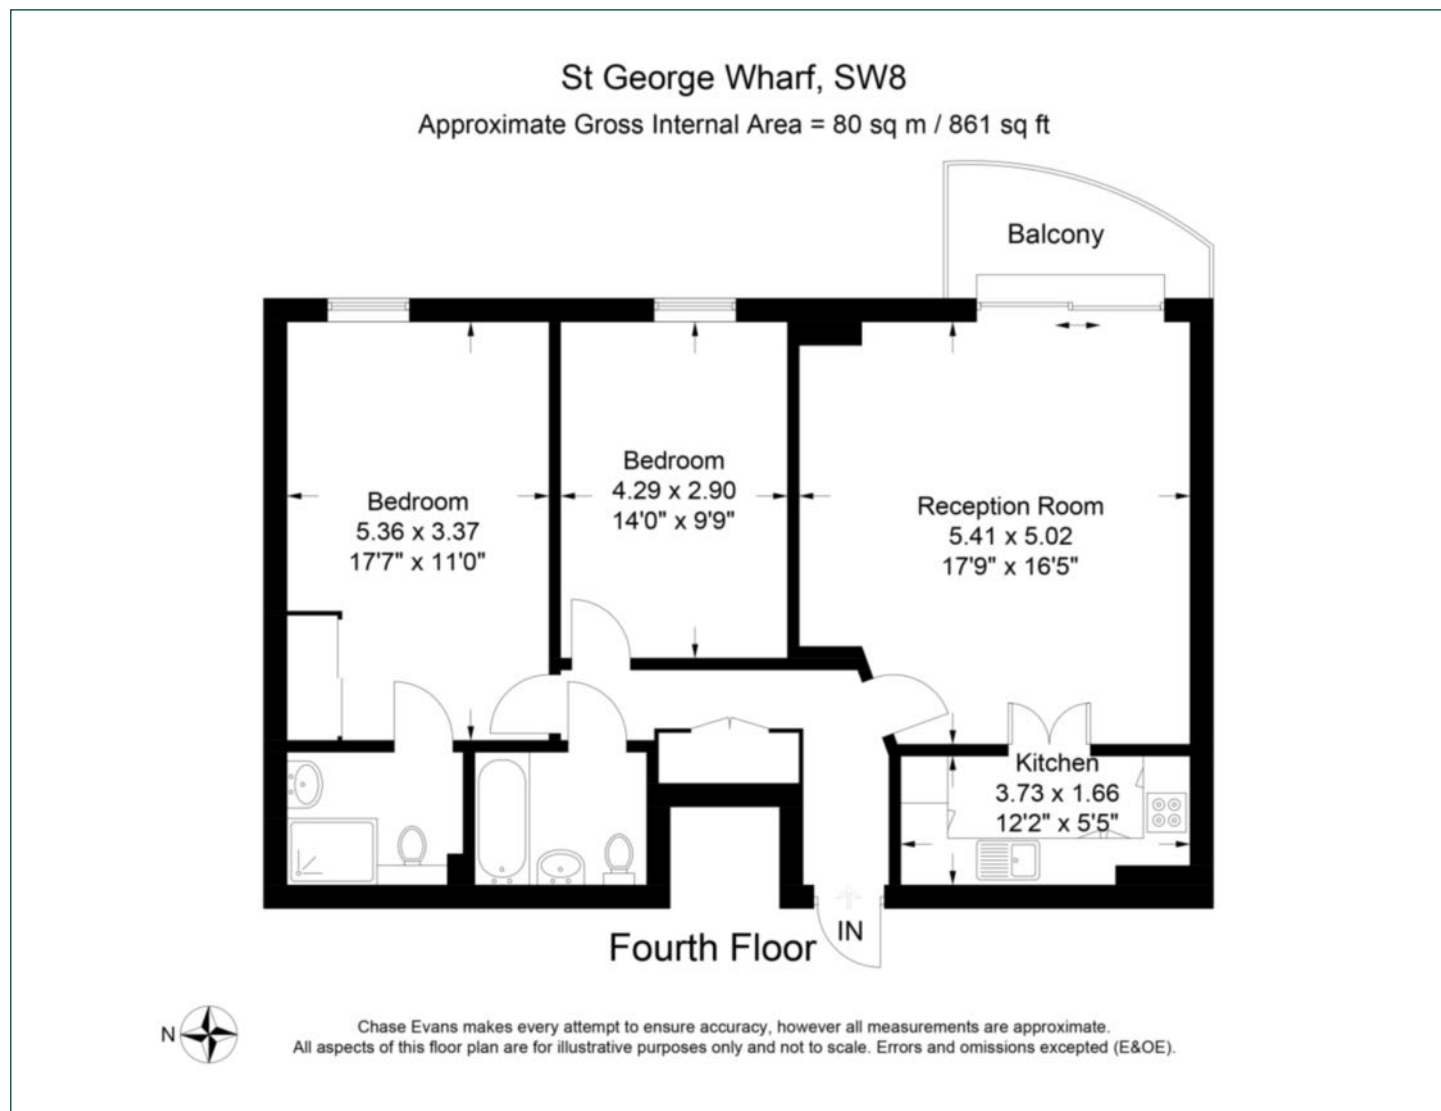 St George Wharf, SW8
Approximate Gross Internal Area = 80 sq m / 861 sq ft
Balcony
Bedroom
4.29 x 2.90
14'0" x 9'9"
Bedroom
5.36 x 3.37
17'7" x 11'0"
Reception Room
5.41 x 5.02
17'9" x 16'5"
Kitchen
3.73 x 1.66
12'2" x 5'5"
IN
Fourth Floor
N
Chase Evans makes every attempt to ensure accuracy, however all measurements are approximate.
All aspects of this floor plan are for illustrative purposes only and not to scale. Errors and omissions excepted (E&OE).